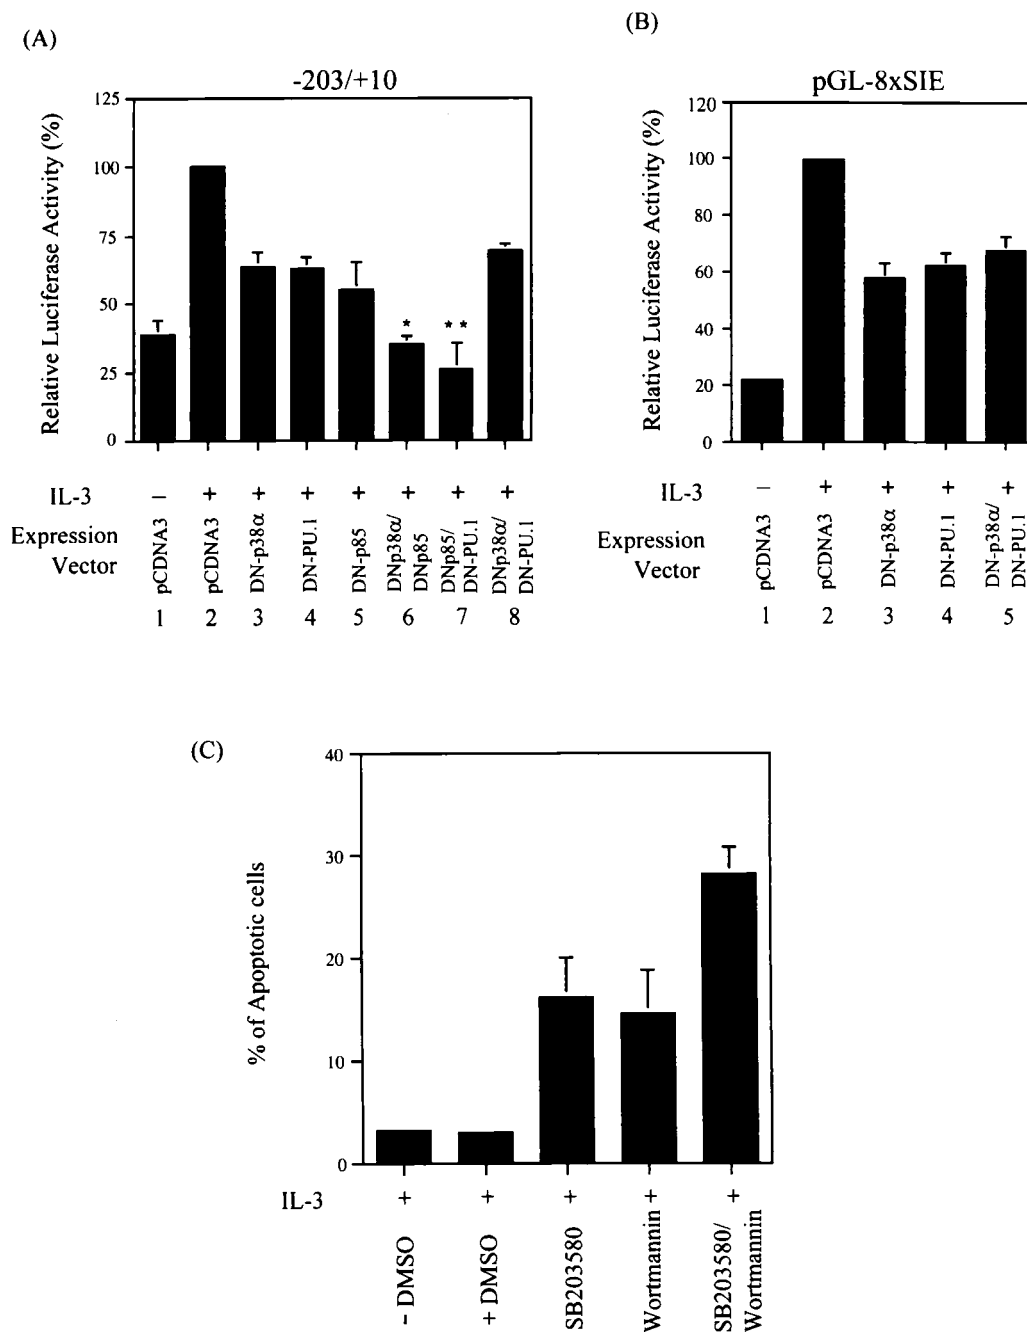 (A)
-203/+10
Relative Luciferase Activity (%)
125
100
75
50
25
0
*
* *
IL-3
− + + + + + + +
Expression
Vector
pCDNA3
pCDNA3
DN-p38α
DN-PU.1
DN-p85
DNp38α/
DNp85
DNp85/
DN-PU.1
DNp38α/
DN-PU.1
1 2 3 4 5 6 7 8
(B)
pGL-8xSIE
Relative Luciferase Activity (%)
120
100
80
60
40
20
0
IL-3
− + + + +
Expression
Vector
pCDNA3
pCDNA3
DN-p38α
DN-PU.1
DN-p38α/
DN-PU.1
1 2 3 4 5
(C)
% of Apoptotic cells
40
30
20
10
0
IL-3
+ + + + +
− DMSO
+ DMSO
SB203580
Wortmannin
SB203580/
Wortmannin